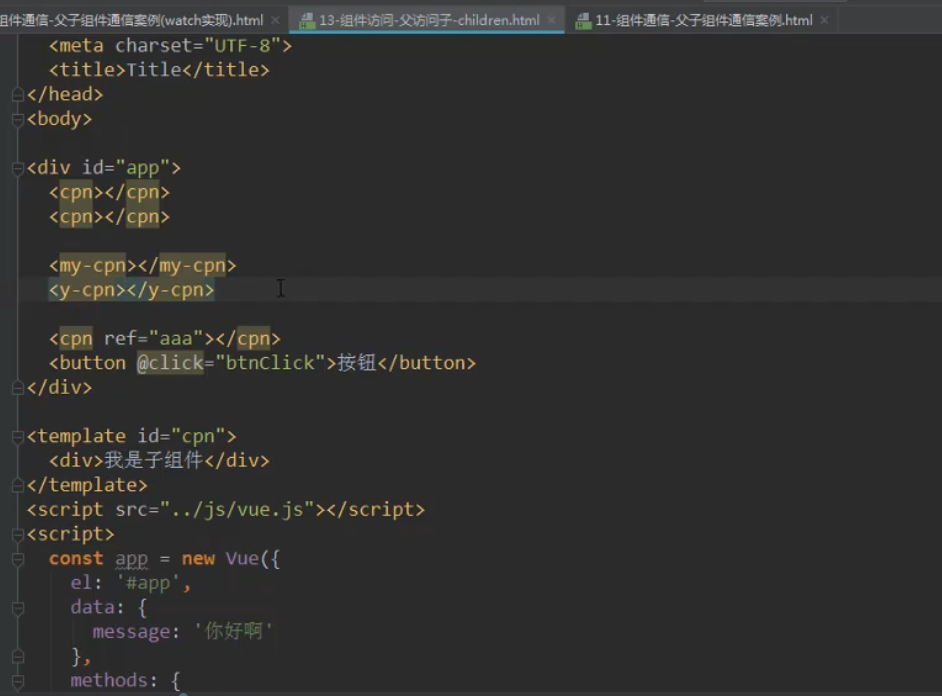 组件通信-父子组件通信案例(watch实现).html
13-组件访问-父访问子-children.html
11-组件通信-父子组件通信案例.html
<meta charset="UTF-8">
<title>Title</title>
</head>
<body>
<div id="app">
<cpn></cpn>
<cpn></cpn>
<my-cpn></my-cpn>
<y-cpn></y-cpn>
<cpn ref="aaa"></cpn>
<button @click="btnClick">按钮</button>
</div>
<template id="cpn">
<div>我是子组件</div>
</template>
<script src="../js/vue.js"></script>
<script>
const app = new Vue({
el: '#app',
data: {
message: '你好啊'
},
methods: {